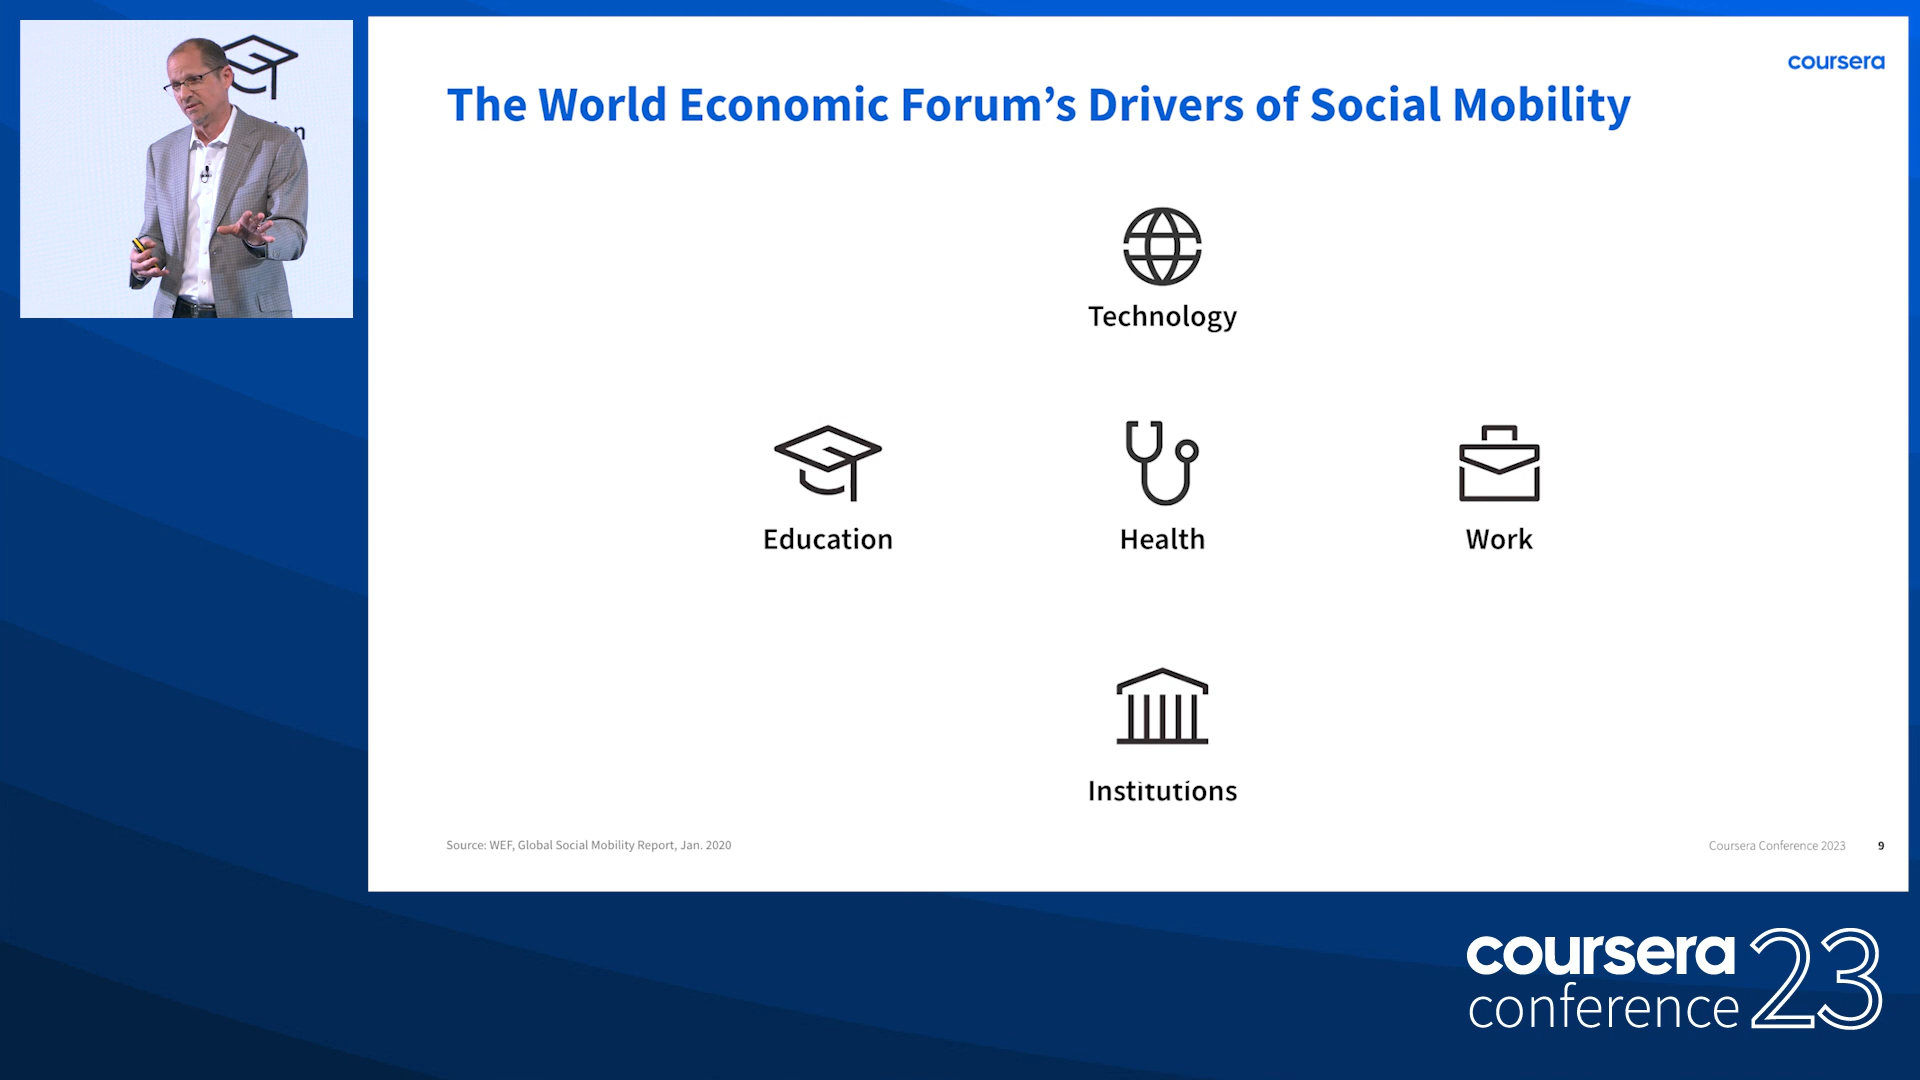 coursera
The World Economic Forum's Drivers of Social Mobility
Technology
Education
Health
Work
Institutions
Source: WEF, Global Social Mobility Report, Jan. 2020
Coursera Conference 2023
9
coursera
conference
23